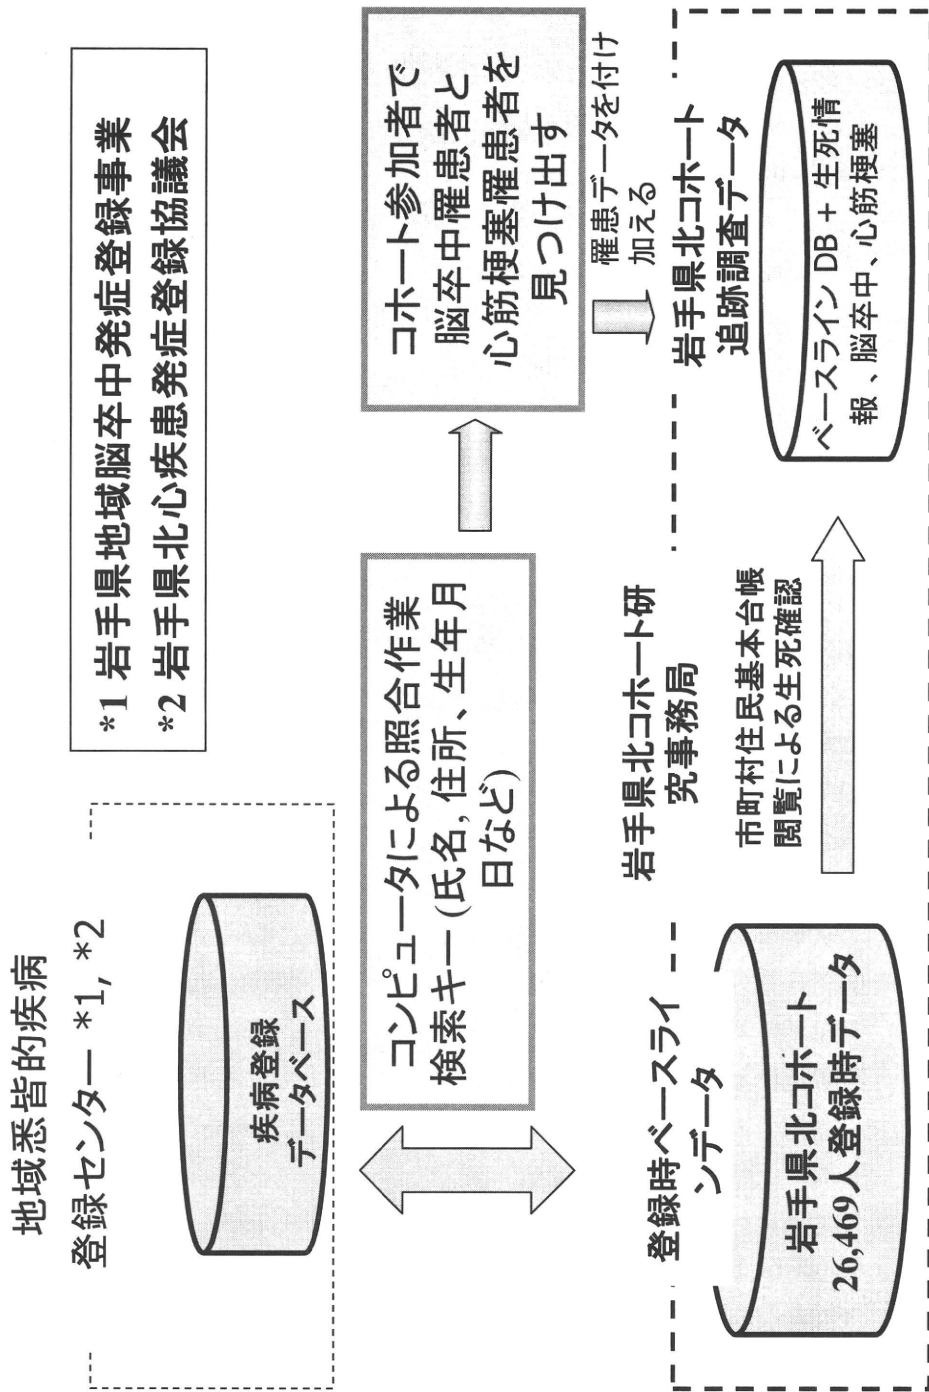 地域悉皆的疾病
登録センター *1, *2
疾病登録
データベース
*1 岩手県地域脳卒中発症登録事業
*2 岩手県北心疾患発症登録協議会
コンピュータによる照合作業
検索キー (氏名, 住所、生年月
日など)
コホート参加者で
脳卒中罹患者と
心筋梗塞罹患者を
見つけ出す
罹患データを付け
加える
登録時ベースライ
ンデータ
岩手県北コホート
26,469人登録時データ
岩手県北コホート研
究事務局
市町村住民基本台帳
閲覧による生死確認
岩手県北コホート
追跡調査データ
ベースライン DB + 生死情
報、脳卒中、心筋梗塞